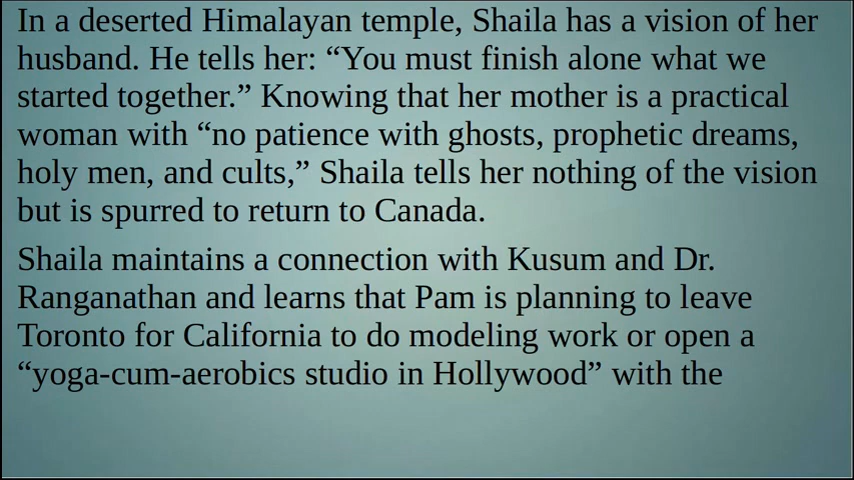 In a deserted Himalayan temple, Shaila has a vision of her
husband. He tells her: “You must finish alone what we
started together.” Knowing that her mother is a practical
woman with “no patience with ghosts, prophetic dreams,
holy men, and cults,” Shaila tells her nothing of the vision
but is spurred to return to Canada.
Shaila maintains a connection with Kusum and Dr.
Ranganathan and learns that Pam is planning to leave
Toronto for California to do modeling work or open a
“yoga-cum-aerobics studio in Hollywood” with the